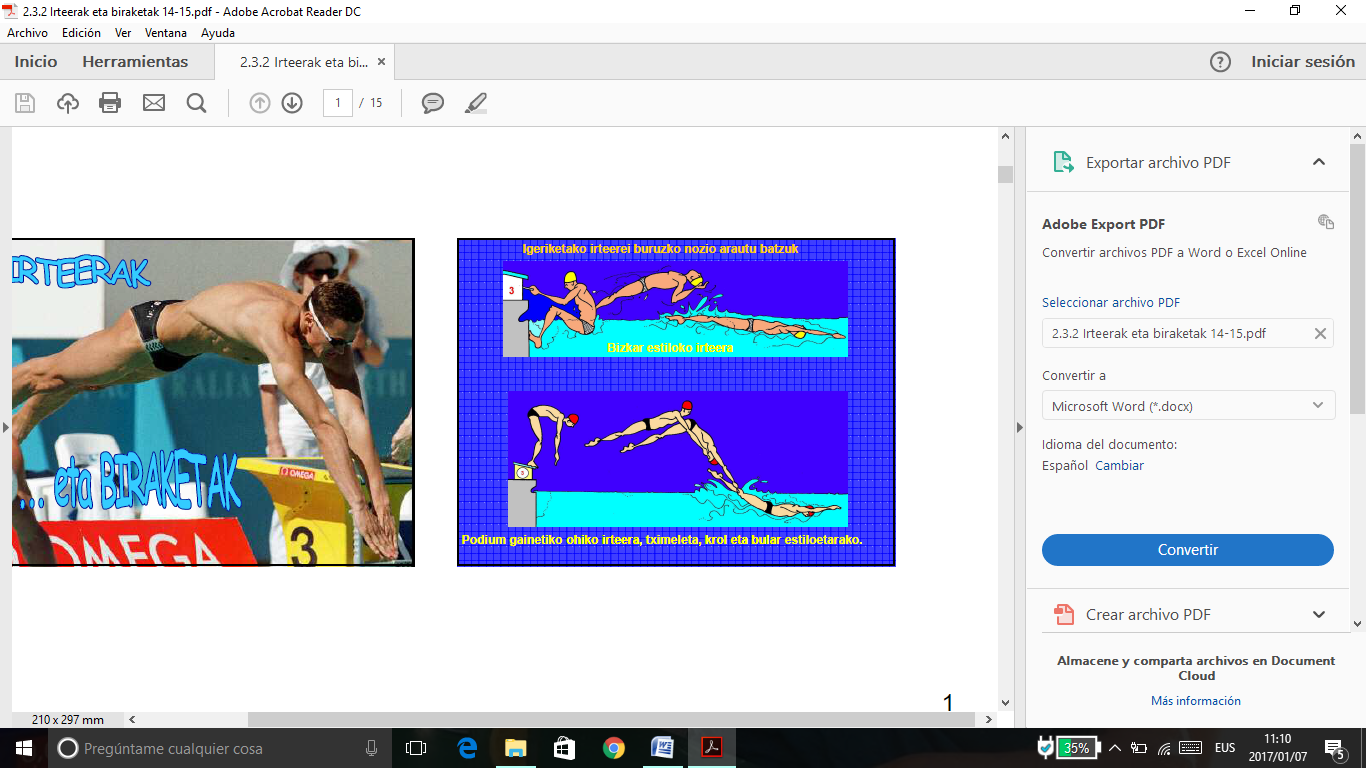 2.3.2 Irteerak eta biraketak 14-15.pdf - Adobe Acrobat Reader DC
Archivo Edición Ver Ventana Ayuda
Inicio Herramientas 2.3.2 Irteerak eta bi... × Iniciar sesión
1 / 15
IRTEERAK
... eta BIRAKETAK
OMEGA
OMEGA
3
Igeriketako irteerei buruzko nozio arautu batzuk
3
Bizkar estiloko irteera
Podium gainetiko ohiko irteera, tximeleta, krol eta bular estiloetarako.
1
210 x 297 mm
Exportar archivo PDF
Adobe Export PDF
Convertir archivos PDF a Word o Excel Online
Seleccionar archivo PDF
2.3.2 Irteerak eta biraketak 14-15.pdf
Convertir a
Microsoft Word (*.docx)
Idioma del documento:
Español Cambiar
Convertir
Crear archivo PDF
Almacene y comparta archivos en Document
Cloud
Más información
Pregúntame cualquier cosa
35% EUS 11:10
2017/01/07
5